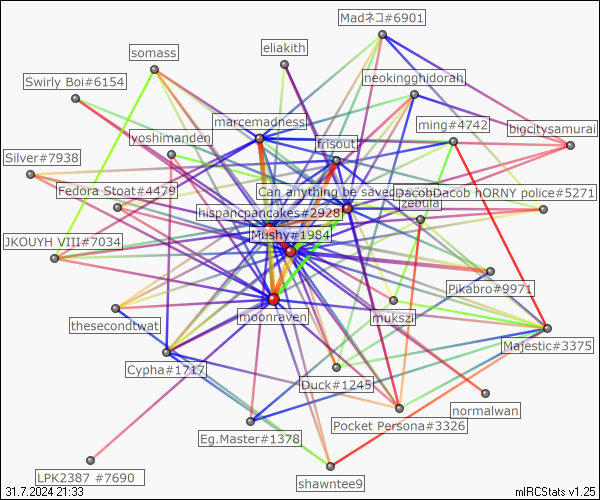 Madネコ#6901
eliakith
somass
neokingghidorah
Swirly Boi#6154
marcemadness
ming#4742
bigcitysamurai
yoshimanden
frisout
Silver#7938
Fedora Stoat#4479
Can anything be saved
DacobDacob hORNY police#5271
zebula
hispancpancakes#2928
Mushy#1984
JKOUYH VIII#7034
Pikabro#9971
mukszi
thesecondtwat
Majestic#3375
Cypha#1717
Duck#1245
normalwan
Pocket Persona#3326
Eg.Master#1378
LPK2387 #7690
shawntee9
31.7.2024 21:33
mIRCStats v1.25